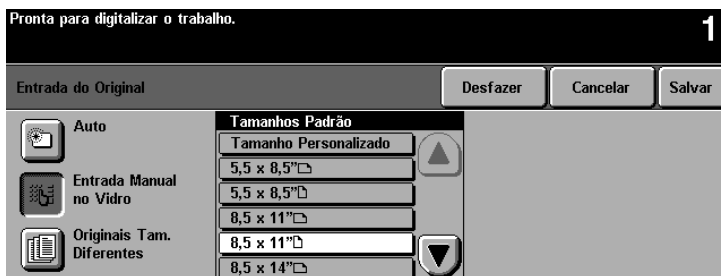 Pronta para digitalizar o trabalho.
1
Entrada do Original
Desfazer
Cancelar
Salvar
Auto
Entrada Manual
no Vidro
Originais Tam.
Diferentes
Tamanhos Padrão
Tamanho Personalizado
5,5 x 8,5”
5,5 x 8,5”
8,5 x 11”
8,5 x 11”
8,5 x 14”